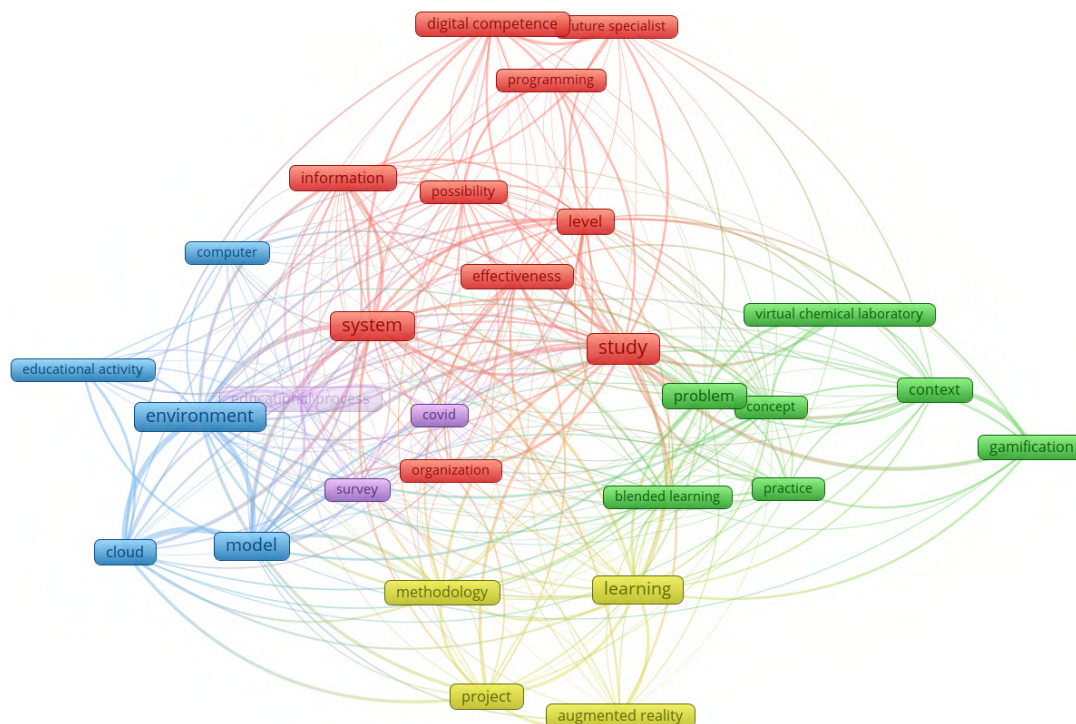 digital competence
future specialist
programming
information
possibility
level
computer
effectiveness
virtual chemical laboratory
system
study
educational activity
context
problem
educational process
concept
environment
covid
gamification
organization
survey
practice
blended learning
model
cloud
learning
methodology
project
augmented reality